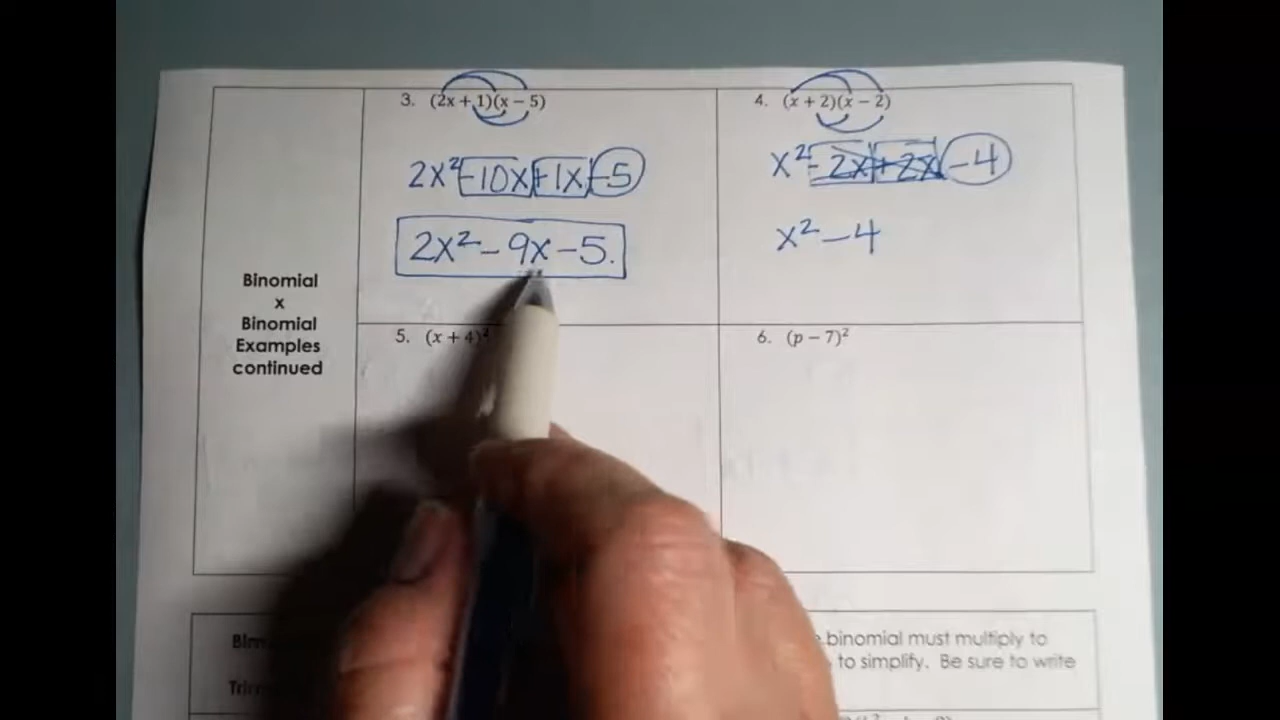 3. (2x + 1)(x − 5)
2x² −10x +1x −5
2x² − 9x − 5.
4. (x + 2)(x − 2)
x² − 2x + 2x − 4
x² − 4
Binomial
x
Binomial
Examples
continued
5. (x + 4)²
6. (p − 7)²
binomial must multiply to
to simplify. Be sure to write